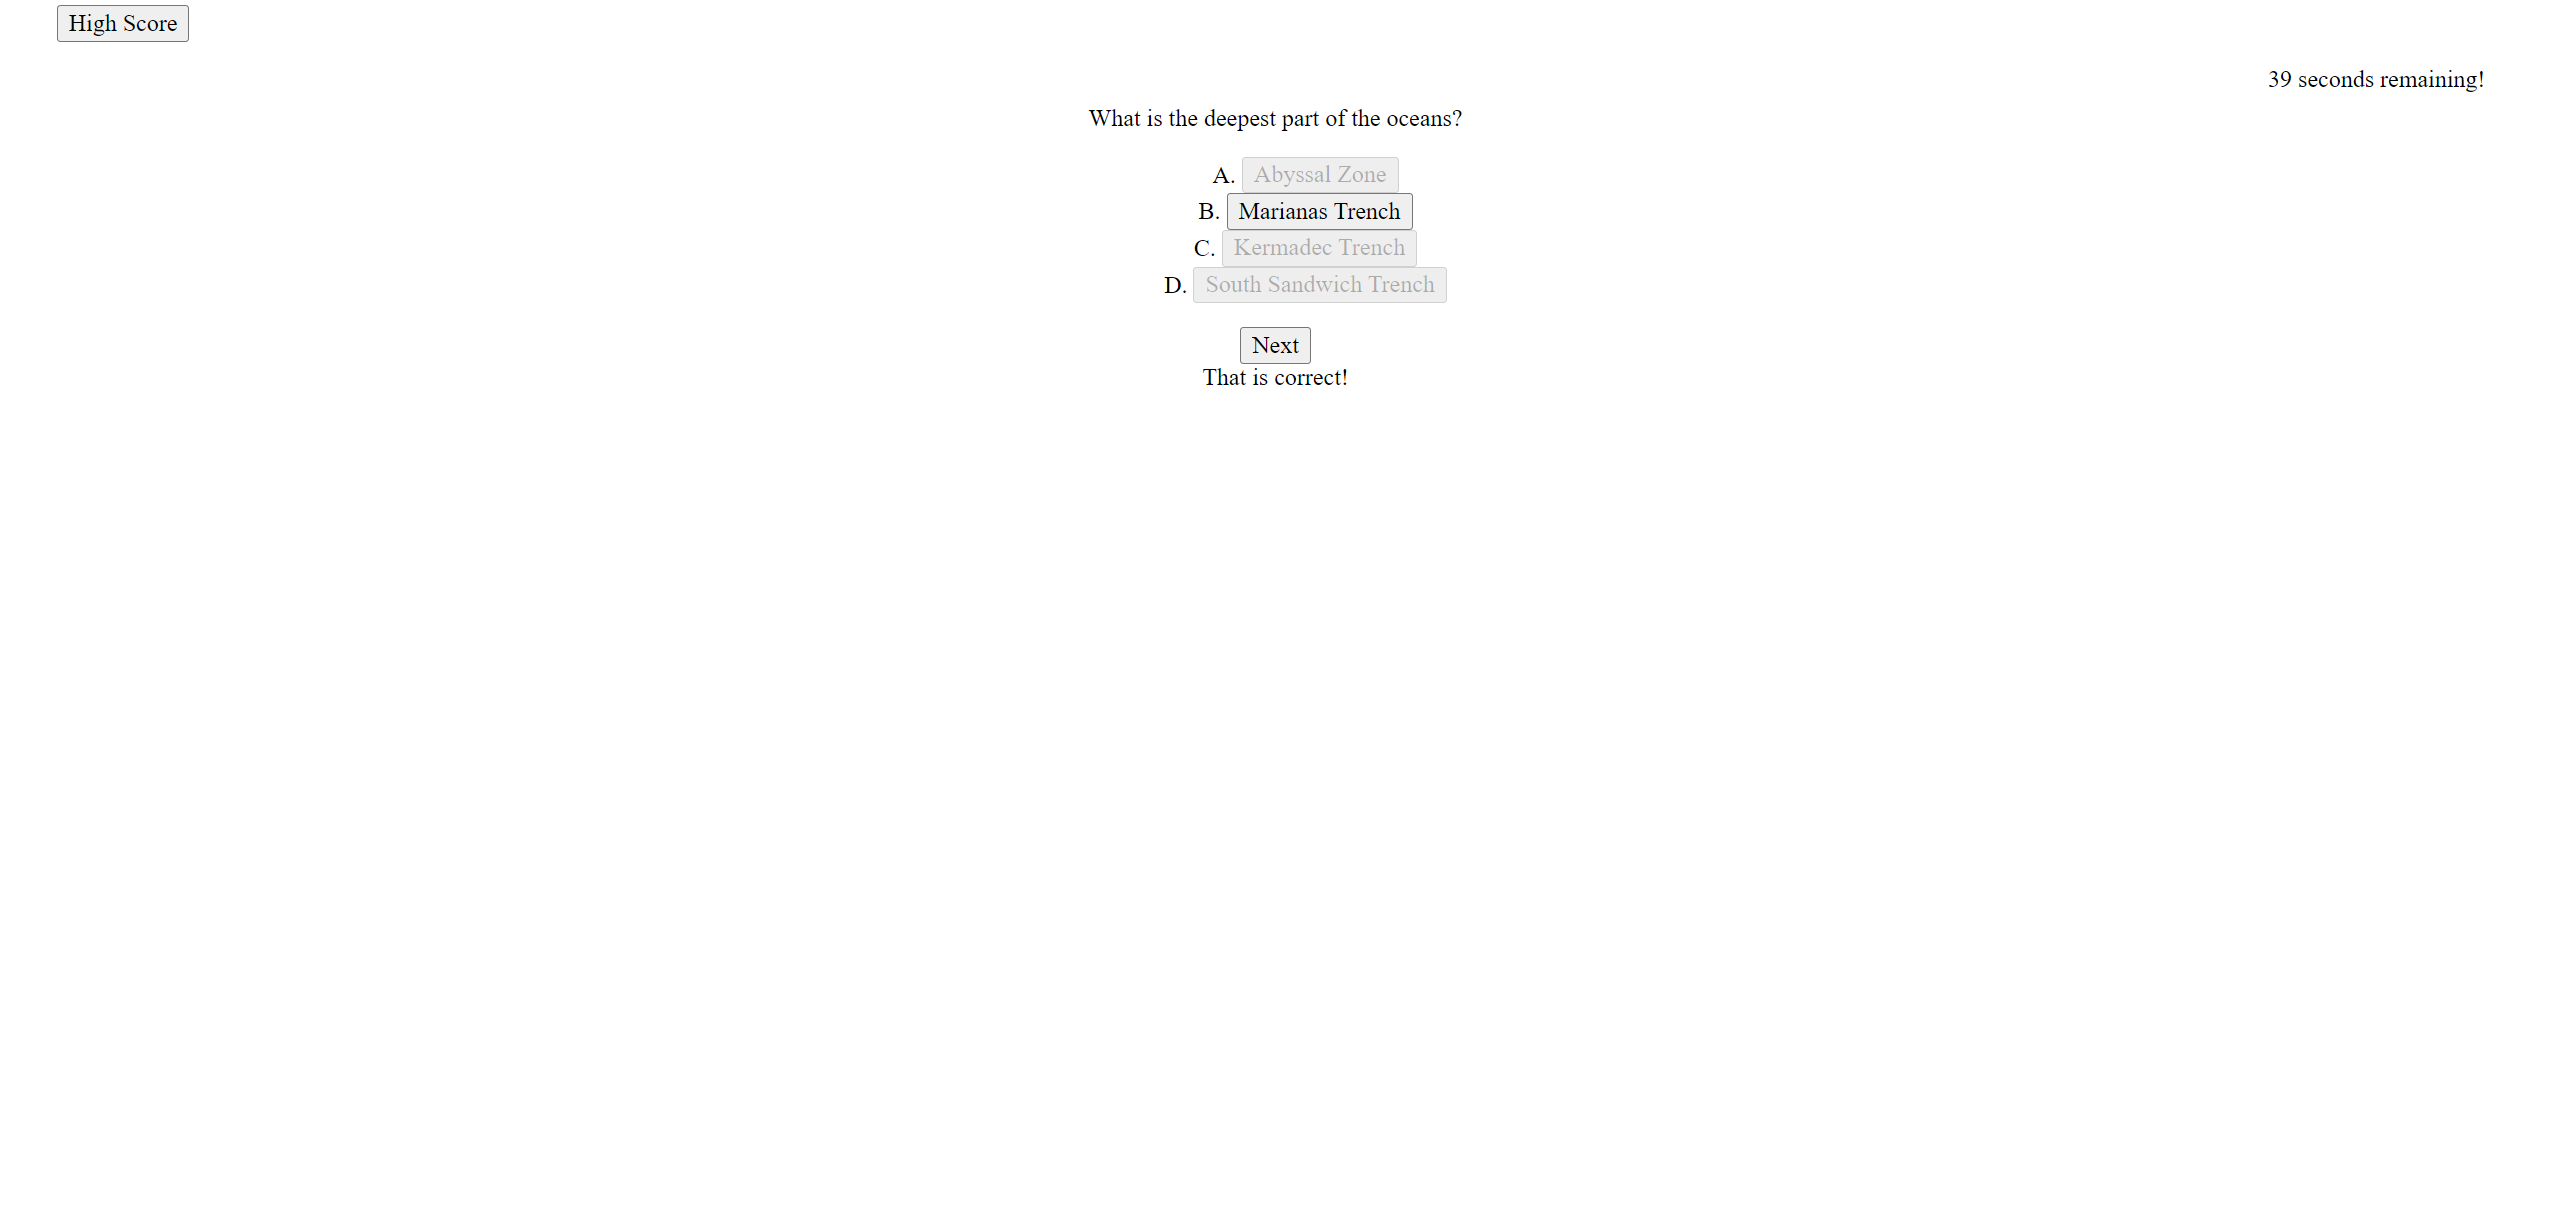 High Score
39 seconds remaining!
What is the deepest part of the oceans?
A. Abyssal Zone
B. Marianas Trench
C. Kermadec Trench
D. South Sandwich Trench
Next
That is correct!